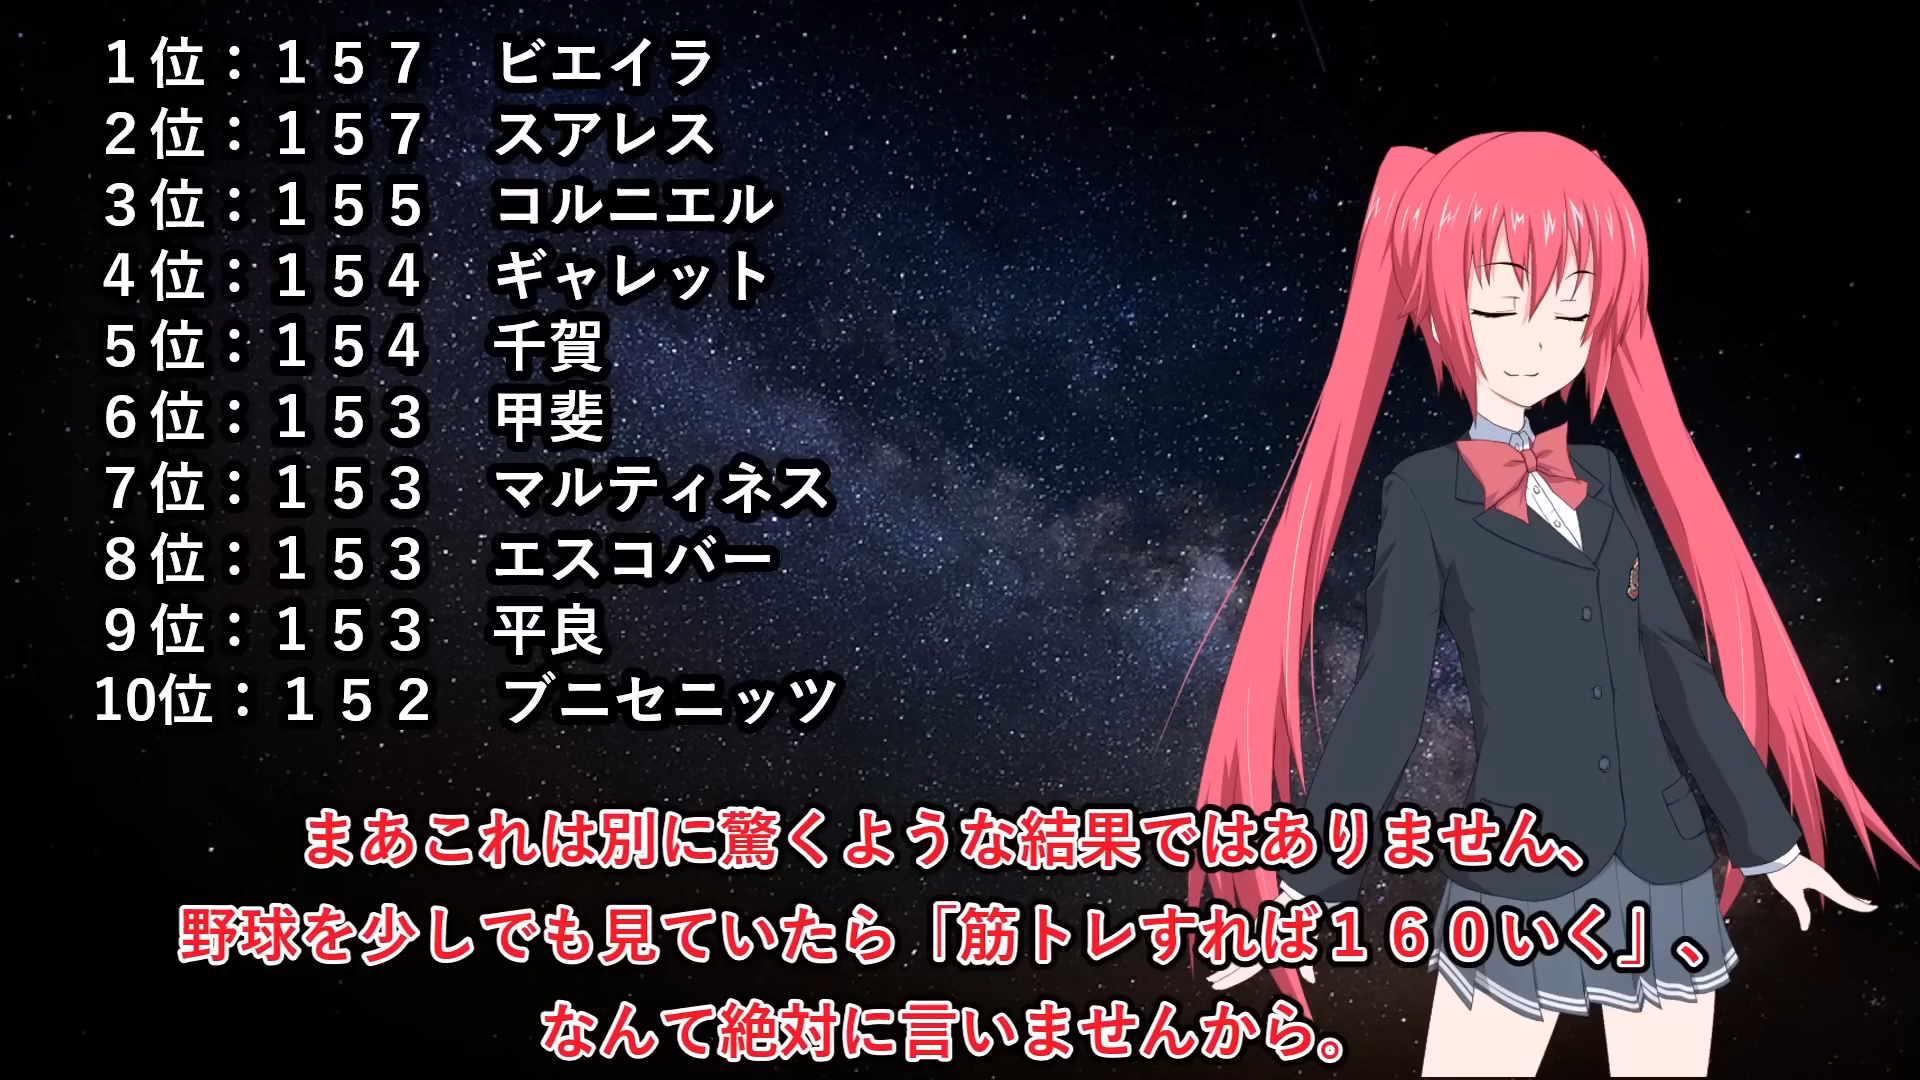 １位：１５７　ビエイラ
２位：１５７　スアレス
３位：１５５　コルニエル
４位：１５４　ギャレット
５位：１５４　千賀
６位：１５３　甲斐
７位：１５３　マルティネス
８位：１５３　エスコバー
９位：１５３　平良
10位：１５２　ブニセニッツ
まあこれは別に驚くような結果ではありません、
野球を少しでも見ていたら「筋トレすれば１６０いく」、
なんて絶対に言いませんから。